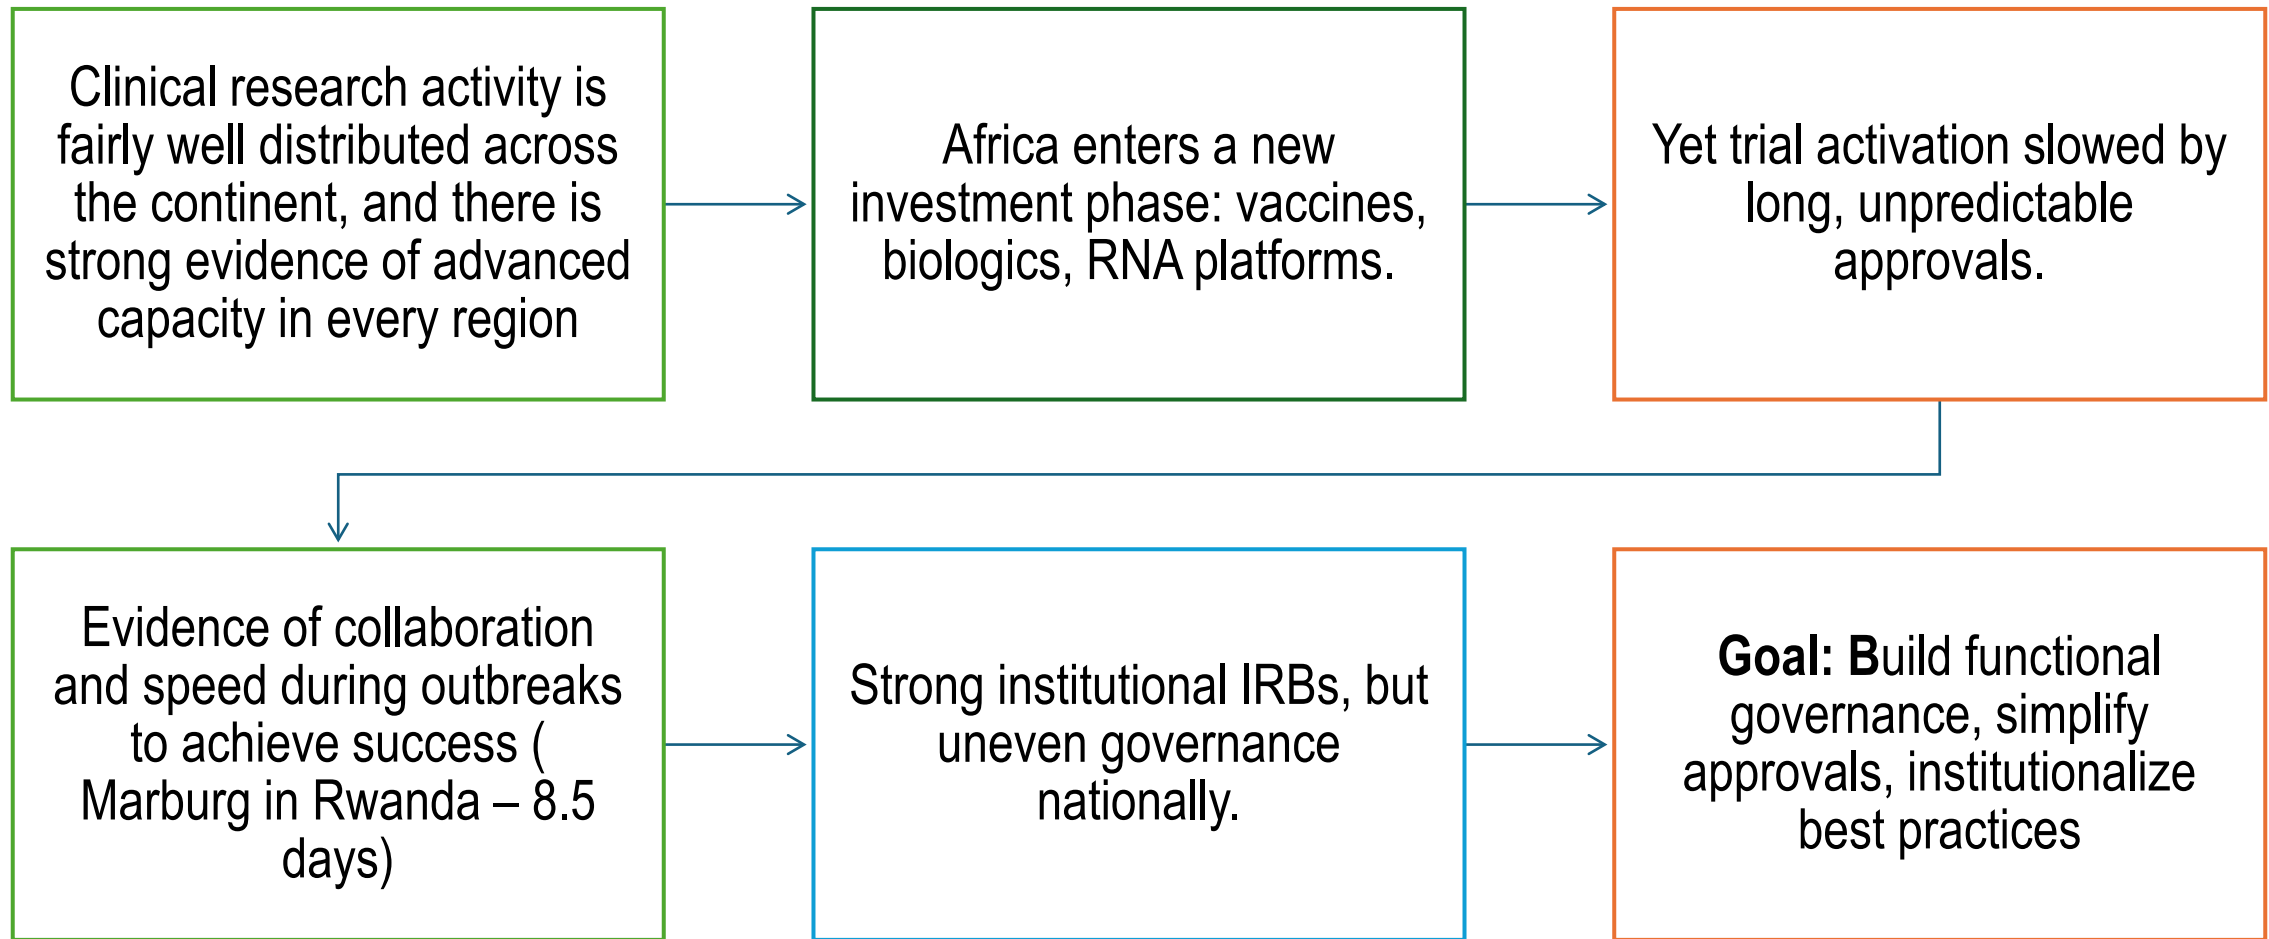 Clinical research activity is
fairly well distributed across
the continent, and there is
strong evidence of advanced
capacity in every region
Africa enters a new
investment phase: vaccines,
biologics, RNA platforms.
Yet trial activation slowed by
long, unpredictable
approvals.
Evidence of collaboration
and speed during outbreaks
to achieve success (
Marburg in Rwanda – 8.5
days)
Strong institutional IRBs, but
uneven governance
nationally.
Goal: Build functional
governance, simplify
approvals, institutionalize
best practices